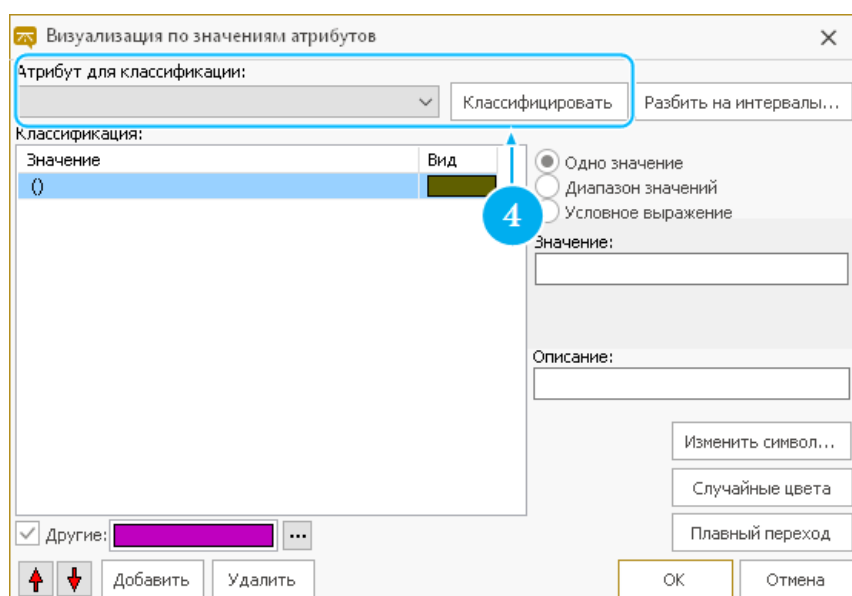 Визуализация по значениям атрибутов
Атрибут для классификации:
Классифицировать
Разбить на интервалы...
Классификация:
Значение Вид
()
Одно значение
Диапазон значений
Условное выражение
4
Значение:
Описание:
Изменить символ...
Случайные цвета
Плавный переход
Другие:
...
Добавить
Удалить
ОК
Отмена